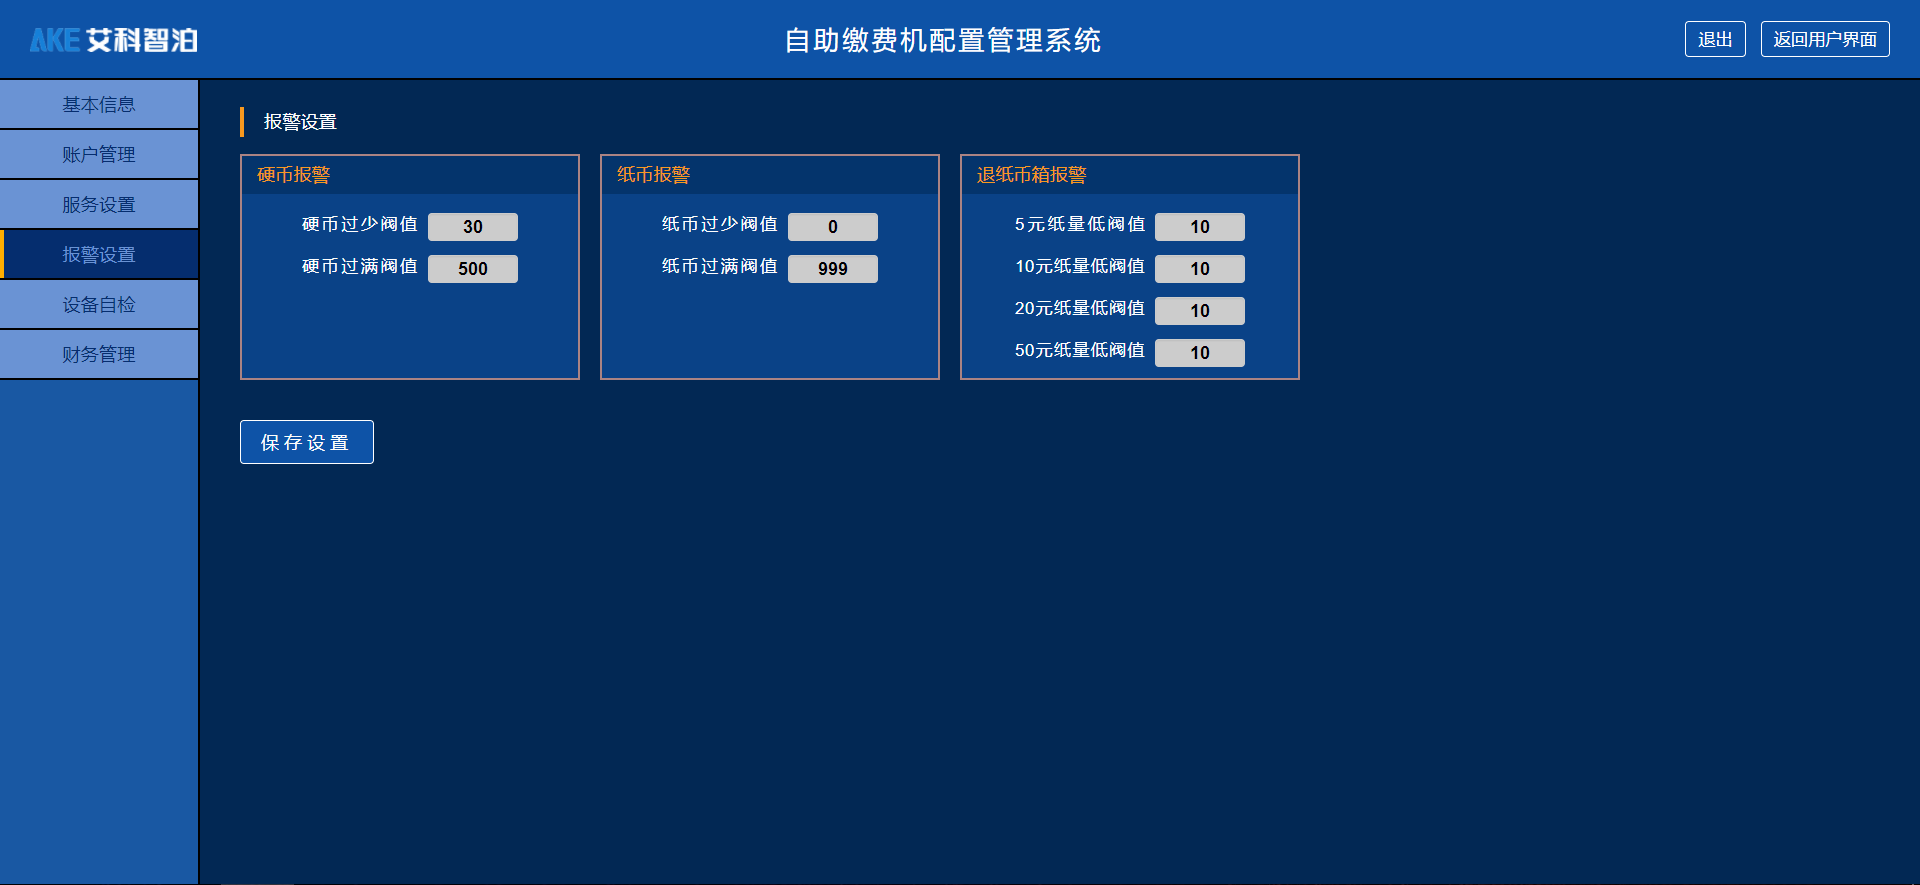 AKE 艾科智泊
自助缴费机配置管理系统
退出
返回用户界面
基本信息
账户管理
服务设置
报警设置
设备自检
财务管理
报警设置
硬币报警
硬币过少阀值 30
硬币过满阀值 500
纸币报警
纸币过少阀值 0
纸币过满阀值 999
退纸币箱报警
5元纸量低阀值 10
10元纸量低阀值 10
20元纸量低阀值 10
50元纸量低阀值 10
保存设置